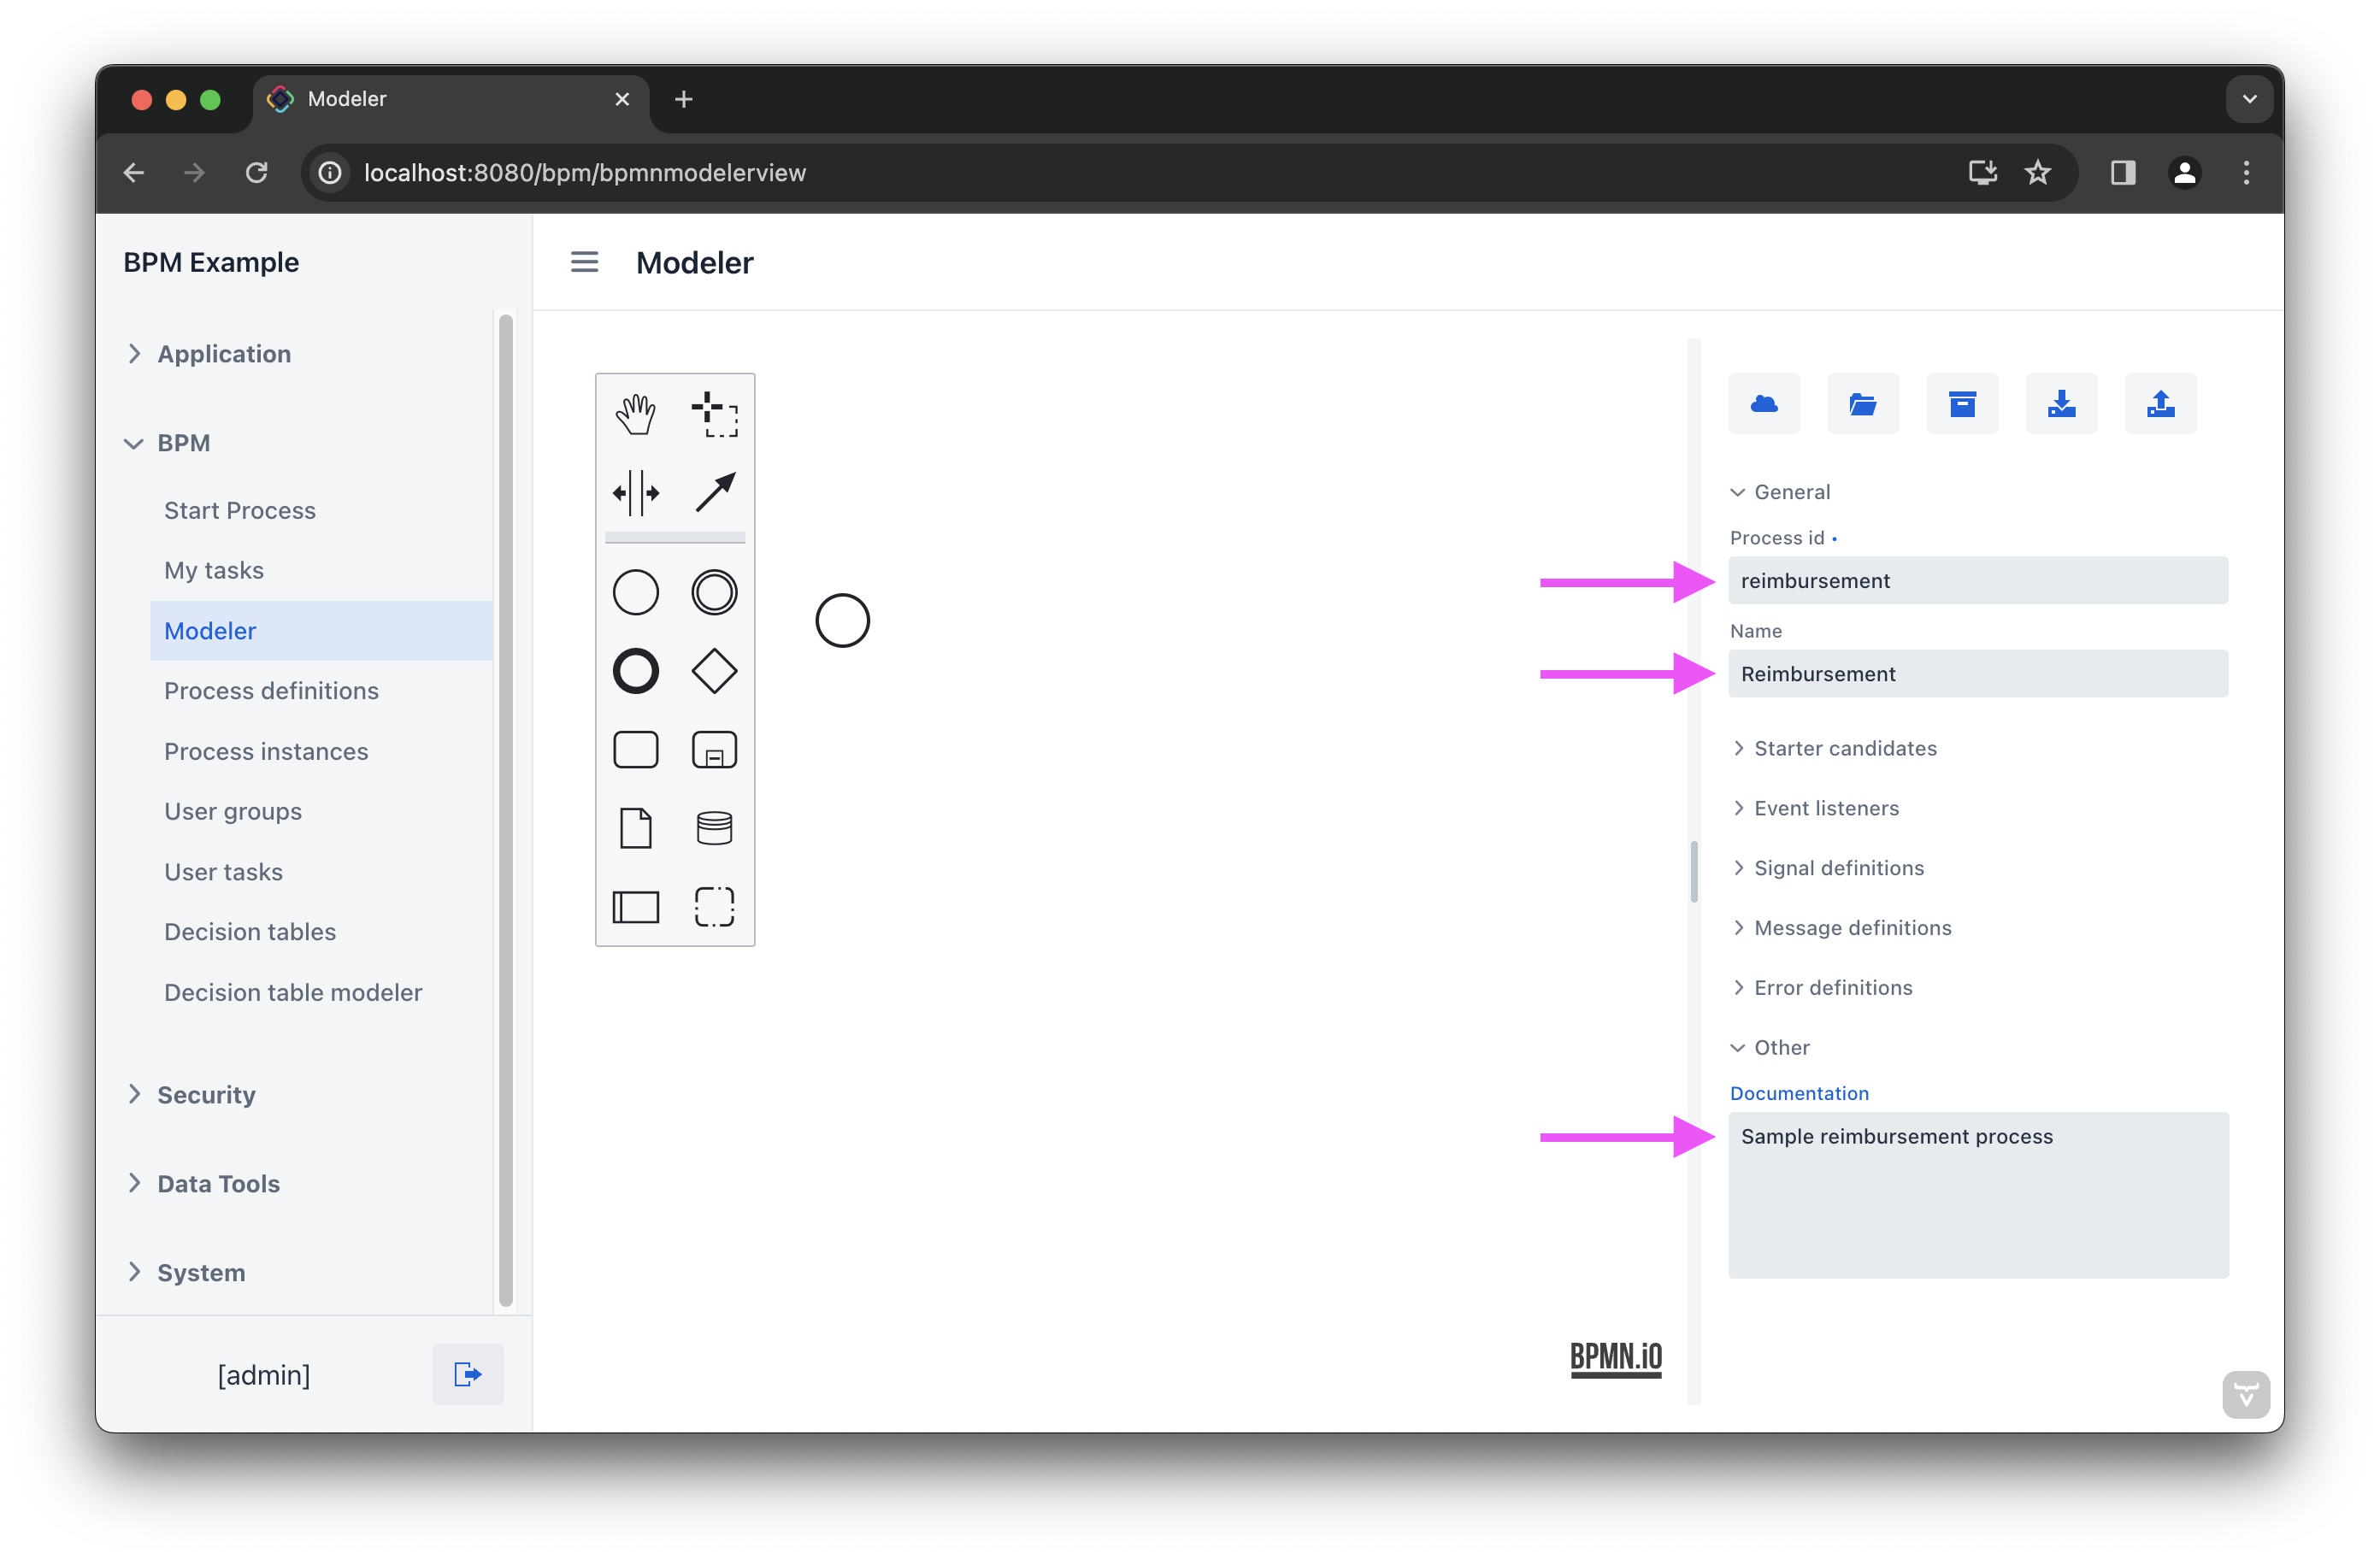 Modeler
localhost:8080/bpm/bpmnmodelerview
BPM Example
Application
BPM
Start Process
My tasks
Modeler
Process definitions
Process instances
User groups
User tasks
Decision tables
Decision table modeler
Security
Data Tools
System
[admin]
Modeler
BPMN.iO
General
Process id •
reimbursement
Name
Reimbursement
Starter candidates
Event listeners
Signal definitions
Message definitions
Error definitions
Other
Documentation
Sample reimbursement process